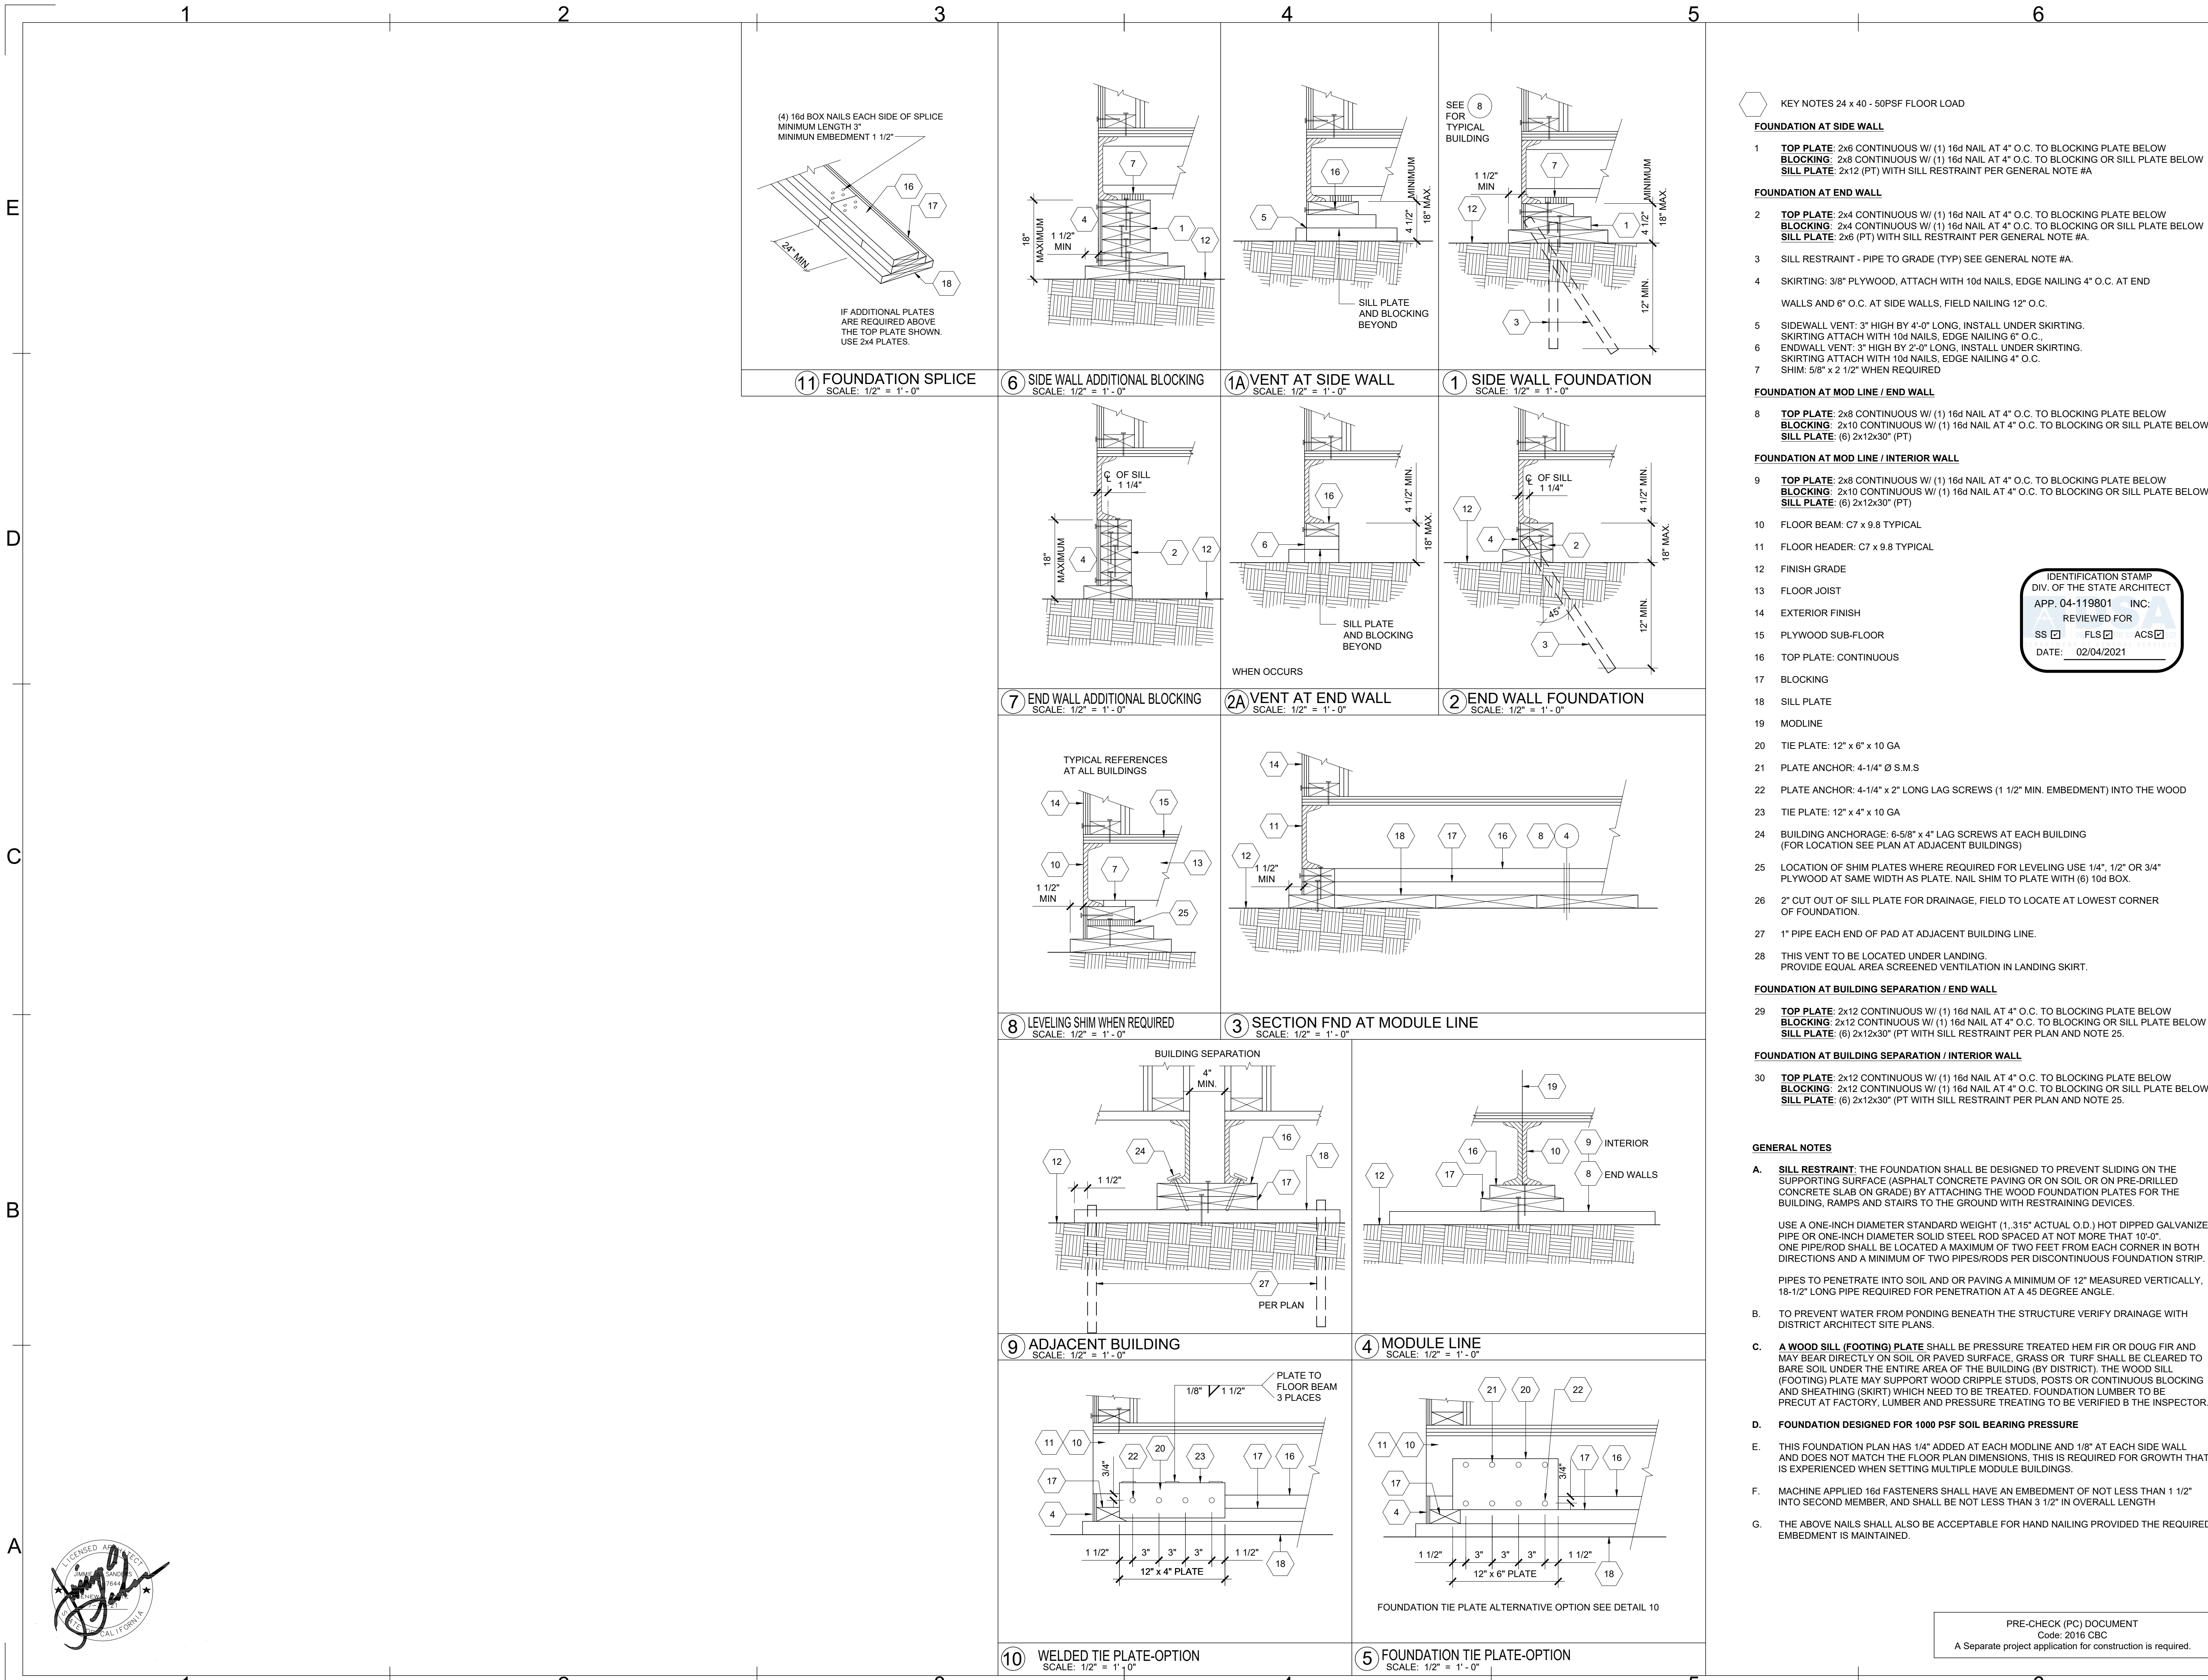 1 2 3 4 5 6
E
D
C
B
A
(4) 16d BOX NAILS EACH SIDE OF SPLICE
MINIMUM LENGTH 3"
MINIMUN EMBEDMENT 1 1/2"
16
17
24" MIN
18
IF ADDITIONAL PLATES
ARE REQUIRED ABOVE
THE TOP PLATE SHOWN.
USE 2x4 PLATES.
11 FOUNDATION SPLICE
SCALE: 1/2" = 1' - 0"
7
18"
MAXIMUM
4
1 1/2"
MIN
1
12
6 SIDE WALL ADDITIONAL BLOCKING
SCALE: 1/2" = 1' - 0"
16
5
4 1/2" MINIMUM
18" MAX.
SILL PLATE
AND BLOCKING
BEYOND
1A VENT AT SIDE WALL
SCALE: 1/2" = 1' - 0"
SEE 8
FOR
TYPICAL
BUILDING
7
1 1/2"
MIN
12
1
4 1/2" MINIMUM
18" MAX.
12" MIN.
3
1 SIDE WALL FOUNDATION
SCALE: 1/2" = 1' - 0"
℄ OF SILL
1 1/4"
18"
MAXIMUM
4
2
12
7 END WALL ADDITIONAL BLOCKING
SCALE: 1/2" = 1' - 0"
16
6
4 1/2" MIN.
18" MAX.
SILL PLATE
AND BLOCKING
BEYOND
WHEN OCCURS
2A VENT AT END WALL
SCALE: 1/2" = 1' - 0"
℄ OF SILL
1 1/4"
12
4
2
4 1/2" MIN.
18" MAX.
12" MIN.
45°
3
2 END WALL FOUNDATION
SCALE: 1/2" = 1' - 0"
TYPICAL REFERENCES
AT ALL BUILDINGS
14
15
10
7
13
1 1/2"
MIN
25
8 LEVELING SHIM WHEN REQUIRED
SCALE: 1/2" = 1' - 0"
14
11
12
1 1/2"
MIN
18 17 16 8 4
3 SECTION FND AT MODULE LINE
SCALE: 1/2" = 1' - 0"
BUILDING SEPARATION
4"
MIN.
24
16
12
18
17
1 1/2"
27
PER PLAN
9 ADJACENT BUILDING
SCALE: 1/2" = 1' - 0"
19
16
10
9 INTERIOR
12
17
8 END WALLS
4 MODULE LINE
SCALE: 1/2" = 1' - 0"
1/8" 1 1/2"
PLATE TO
FLOOR BEAM
3 PLACES
11 10
22 20 23 17 16
3/4"
17
4
1 1/2" 3" 3" 3" 1 1/2"
12" x 4" PLATE
18
10 WELDED TIE PLATE-OPTION
SCALE: 1/2" = 1' - 0"
21 20 22
11 10
17 16
3/4"
17
4
1 1/2" 3" 3" 3" 1 1/2"
12" x 6" PLATE
18
FOUNDATION TIE PLATE ALTERNATIVE OPTION SEE DETAIL 10
5 FOUNDATION TIE PLATE-OPTION
SCALE: 1/2" = 1' - 0"
KEY NOTES 24 x 40 - 50PSF FLOOR LOAD
FOUNDATION AT SIDE WALL
1 TOP PLATE: 2x6 CONTINUOUS W/ (1) 16d NAIL AT 4" O.C. TO BLOCKING PLATE BELOW
BLOCKING: 2x8 CONTINUOUS W/ (1) 16d NAIL AT 4" O.C. TO BLOCKING OR SILL PLATE BELOW
SILL PLATE: 2x12 (PT) WITH SILL RESTRAINT PER GENERAL NOTE #A
FOUNDATION AT END WALL
2 TOP PLATE: 2x4 CONTINUOUS W/ (1) 16d NAIL AT 4" O.C. TO BLOCKING PLATE BELOW
BLOCKING: 2x4 CONTINUOUS W/ (1) 16d NAIL AT 4" O.C. TO BLOCKING OR SILL PLATE BELOW
SILL PLATE: 2x6 (PT) WITH SILL RESTRAINT PER GENERAL NOTE #A.
3 SILL RESTRAINT - PIPE TO GRADE (TYP) SEE GENERAL NOTE #A.
4 SKIRTING: 3/8" PLYWOOD, ATTACH WITH 10d NAILS, EDGE NAILING 4" O.C. AT END
WALLS AND 6" O.C. AT SIDE WALLS, FIELD NAILING 12" O.C.
5 SIDEWALL VENT: 3" HIGH BY 4'-0" LONG, INSTALL UNDER SKIRTING.
SKIRTING ATTACH WITH 10d NAILS, EDGE NAILING 6" O.C.,
6 ENDWALL VENT: 3" HIGH BY 2'-0" LONG, INSTALL UNDER SKIRTING.
SKIRTING ATTACH WITH 10d NAILS, EDGE NAILING 4" O.C.
7 SHIM: 5/8" x 2 1/2" WHEN REQUIRED
FOUNDATION AT MOD LINE / END WALL
8 TOP PLATE: 2x8 CONTINUOUS W/ (1) 16d NAIL AT 4" O.C. TO BLOCKING PLATE BELOW
BLOCKING: 2x10 CONTINUOUS W/ (1) 16d NAIL AT 4" O.C. TO BLOCKING OR SILL PLATE BELOW
SILL PLATE: (6) 2x12x30" (PT)
FOUNDATION AT MOD LINE / INTERIOR WALL
9 TOP PLATE: 2x8 CONTINUOUS W/ (1) 16d NAIL AT 4" O.C. TO BLOCKING PLATE BELOW
BLOCKING: 2x10 CONTINUOUS W/ (1) 16d NAIL AT 4" O.C. TO BLOCKING OR SILL PLATE BELOW
SILL PLATE: (6) 2x12x30" (PT)
10 FLOOR BEAM: C7 x 9.8 TYPICAL
11 FLOOR HEADER: C7 x 9.8 TYPICAL
12 FINISH GRADE
13 FLOOR JOIST
14 EXTERIOR FINISH
15 PLYWOOD SUB-FLOOR
16 TOP PLATE: CONTINUOUS
17 BLOCKING
18 SILL PLATE
19 MODLINE
20 TIE PLATE: 12" x 6" x 10 GA
21 PLATE ANCHOR: 4-1/4" Ø S.M.S
22 PLATE ANCHOR: 4-1/4" x 2" LONG LAG SCREWS (1 1/2" MIN. EMBEDMENT) INTO THE WOOD
23 TIE PLATE: 12" x 4" x 10 GA
24 BUILDING ANCHORAGE: 6-5/8" x 4" LAG SCREWS AT EACH BUILDING
(FOR LOCATION SEE PLAN AT ADJACENT BUILDINGS)
25 LOCATION OF SHIM PLATES WHERE REQUIRED FOR LEVELING USE 1/4", 1/2" OR 3/4"
PLYWOOD AT SAME WIDTH AS PLATE. NAIL SHIM TO PLATE WITH (6) 10d BOX.
26 2" CUT OUT OF SILL PLATE FOR DRAINAGE, FIELD TO LOCATE AT LOWEST CORNER
OF FOUNDATION.
27 1" PIPE EACH END OF PAD AT ADJACENT BUILDING LINE.
28 THIS VENT TO BE LOCATED UNDER LANDING.
PROVIDE EQUAL AREA SCREENED VENTILATION IN LANDING SKIRT.
FOUNDATION AT BUILDING SEPARATION / END WALL
29 TOP PLATE: 2x12 CONTINUOUS W/ (1) 16d NAIL AT 4" O.C. TO BLOCKING PLATE BELOW
BLOCKING: 2x12 CONTINUOUS W/ (1) 16d NAIL AT 4" O.C. TO BLOCKING OR SILL PLATE BELOW
SILL PLATE: (6) 2x12x30" (PT WITH SILL RESTRAINT PER PLAN AND NOTE 25.
FOUNDATION AT BUILDING SEPARATION / INTERIOR WALL
30 TOP PLATE: 2x12 CONTINUOUS W/ (1) 16d NAIL AT 4" O.C. TO BLOCKING PLATE BELOW
BLOCKING: 2x12 CONTINUOUS W/ (1) 16d NAIL AT 4" O.C. TO BLOCKING OR SILL PLATE BELOW
SILL PLATE: (6) 2x12x30" (PT WITH SILL RESTRAINT PER PLAN AND NOTE 25.
GENERAL NOTES
A. SILL RESTRAINT: THE FOUNDATION SHALL BE DESIGNED TO PREVENT SLIDING ON THE
SUPPORTING SURFACE (ASPHALT CONCRETE PAVING OR ON SOIL OR ON PRE-DRILLED
CONCRETE SLAB ON GRADE) BY ATTACHING THE WOOD FOUNDATION PLATES FOR THE
BUILDING, RAMPS AND STAIRS TO THE GROUND WITH RESTRAINING DEVICES.
USE A ONE-INCH DIAMETER STANDARD WEIGHT (1,.315" ACTUAL O.D.) HOT DIPPED GALVANIZE
PIPE OR ONE-INCH DIAMETER SOLID STEEL ROD SPACED AT NOT MORE THAT 10'-0".
ONE PIPE/ROD SHALL BE LOCATED A MAXIMUM OF TWO FEET FROM EACH CORNER IN BOTH
DIRECTIONS AND A MINIMUM OF TWO PIPES/RODS PER DISCONTINUOUS FOUNDATION STRIP.
PIPES TO PENETRATE INTO SOIL AND OR PAVING A MINIMUM OF 12" MEASURED VERTICALLY,
18-1/2" LONG PIPE REQUIRED FOR PENETRATION AT A 45 DEGREE ANGLE.
B. TO PREVENT WATER FROM PONDING BENEATH THE STRUCTURE VERIFY DRAINAGE WITH
DISTRICT ARCHITECT SITE PLANS.
C. A WOOD SILL (FOOTING) PLATE SHALL BE PRESSURE TREATED HEM FIR OR DOUG FIR AND
MAY BEAR DIRECTLY ON SOIL OR PAVED SURFACE, GRASS OR TURF SHALL BE CLEARED TO
BARE SOIL UNDER THE ENTIRE AREA OF THE BUILDING (BY DISTRICT). THE WOOD SILL
(FOOTING) PLATE MAY SUPPORT WOOD CRIPPLE STUDS, POSTS OR CONTINUOUS BLOCKING
AND SHEATHING (SKIRT) WHICH NEED TO BE TREATED. FOUNDATION LUMBER TO BE
PRECUT AT FACTORY, LUMBER AND PRESSURE TREATING TO BE VERIFIED B THE INSPECTOR.
D. FOUNDATION DESIGNED FOR 1000 PSF SOIL BEARING PRESSURE
E. THIS FOUNDATION PLAN HAS 1/4" ADDED AT EACH MODLINE AND 1/8" AT EACH SIDE WALL
AND DOES NOT MATCH THE FLOOR PLAN DIMENSIONS, THIS IS REQUIRED FOR GROWTH THAT
IS EXPERIENCED WHEN SETTING MULTIPLE MODULE BUILDINGS.
F. MACHINE APPLIED 16d FASTENERS SHALL HAVE AN EMBEDMENT OF NOT LESS THAN 1 1/2"
INTO SECOND MEMBER, AND SHALL BE NOT LESS THAN 3 1/2" IN OVERALL LENGTH
G. THE ABOVE NAILS SHALL ALSO BE ACCEPTABLE FOR HAND NAILING PROVIDED THE REQUIRED
EMBEDMENT IS MAINTAINED.
IDENTIFICATION STAMP
DIV. OF THE STATE ARCHITECT
APP. 04-119801 INC:
REVIEWED FOR
SS ☑ FLS ☑ ACS ☑
DATE: 02/04/2021
DSA
LICENSED ARCHITECT
JIMMIE SANDERS
STATE OF CALIFORNIA
PRE-CHECK (PC) DOCUMENT
Code: 2016 CBC
A Separate project application for construction is required.